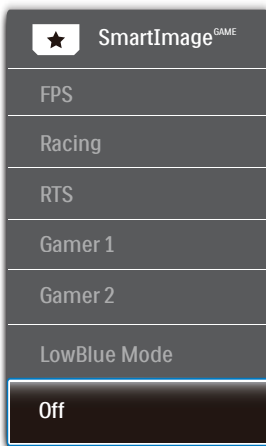 SmartImage GAME
FPS
Racing
RTS
Gamer 1
Gamer 2
LowBlue Mode
Off